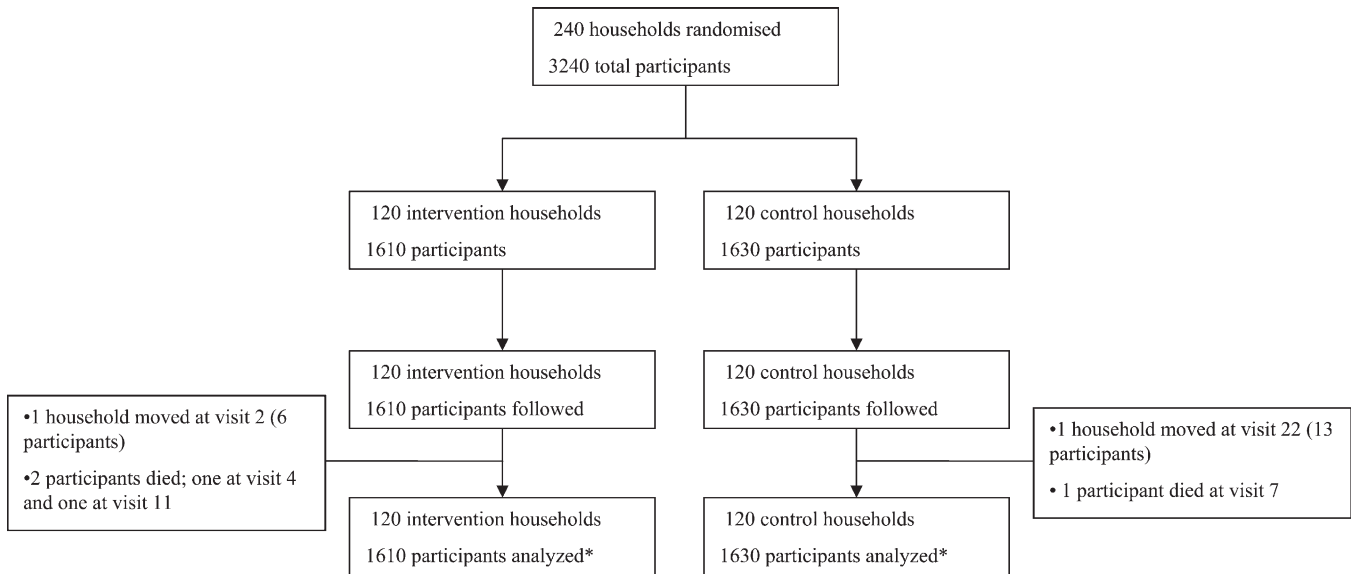 240 households randomised
3240 total participants
120 intervention households
1610 participants
120 control households
1630 participants
120 intervention households
1610 participants followed
120 control households
1630 participants followed
•1 household moved at visit 2 (6
participants)
•2 participants died; one at visit 4
and one at visit 11
•1 household moved at visit 22 (13
participants)
• 1 participant died at visit 7
120 intervention households
1610 participants analyzed*
120 control households
1630 participants analyzed*